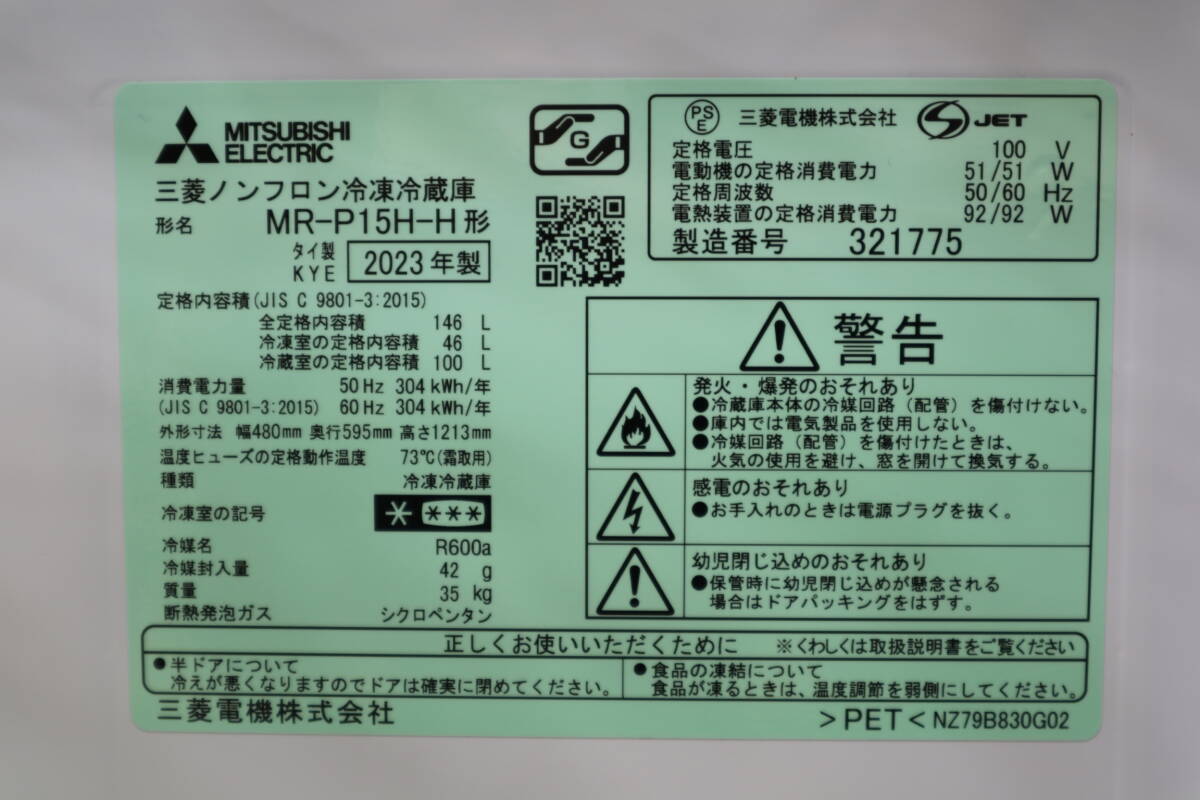 MITSUBISHI
ELECTRIC
三菱ノンフロン冷凍冷蔵庫
形名 MR-P15H-H形
タイ製
KYE 2023年製
定格内容積(JIS C 9801-3:2015)
全定格内容積 146 L
冷凍室の定格内容積 46 L
冷蔵室の定格内容積 100 L
消費電力量 50Hz 304kWh/年
(JIS C 9801-3:2015) 60Hz 304kWh/年
外形寸法 幅480mm 奥行595mm 高さ1213mm
温度ヒューズの定格動作温度 73℃(霜取用)
種類 冷凍冷蔵庫
冷凍室の記号
冷媒名 R600a
冷媒封入量 42 g
質量 35 kg
断熱発泡ガス シクロペンタン
G
PS
E 三菱電機株式会社 JET
定格電圧 100 V
電動機の定格消費電力 51/51 W
定格周波数 50/60 Hz
電熱装置の定格消費電力 92/92 W
製造番号 321775
警告
発火・爆発のおそれあり
●冷蔵庫本体の冷媒回路(配管)を傷付けない。
●庫内では電気製品を使用しない。
●冷媒回路(配管)を傷付けたときは、
火気の使用を避け、窓を開けて換気する。
感電のおそれあり
●お手入れのときは電源プラグを抜く。
幼児閉じ込めのおそれあり
●保管時に幼児閉じ込めが懸念される
場合はドアパッキングをはずす。
正しくお使いいただくために ※くわしくは取扱説明書をご覧ください
●半ドアについて
冷えが悪くなりますのでドアは確実に閉めてください。
●食品の凍結について
食品が凍るときは、温度調節を弱側にしてください。
三菱電機株式会社 >PET< NZ79B830G02